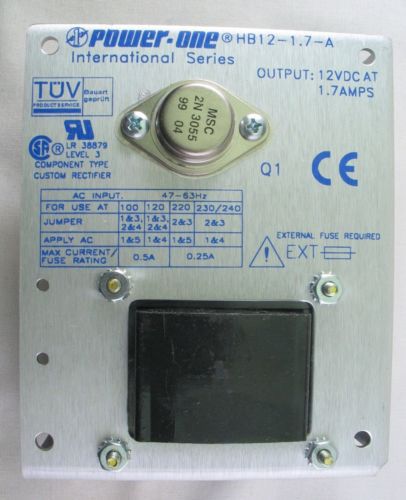 POWER-ONE® HB12-1.7-A
International Series
OUTPUT: 12VDC AT
1.7AMPS
TÜV
PRODUCT SERVICE
Bauart
geprüft
MSC
2N 3055
99 04
LR 38879
LEVEL 3
COMPONENT TYPE
CUSTOM RECTIFIER
Q1
CE
AC INPUT, 47-63Hz
FOR USE AT 100 120 220 230/240
JUMPER 1&3, 2&4 1&3, 2&4 2&3 2&3
APPLY AC 1&5 1&4 1&5 1&4
MAX CURRENT/ FUSE RATING 0.5A 0.25A
EXTERNAL FUSE REQUIRED
EXT